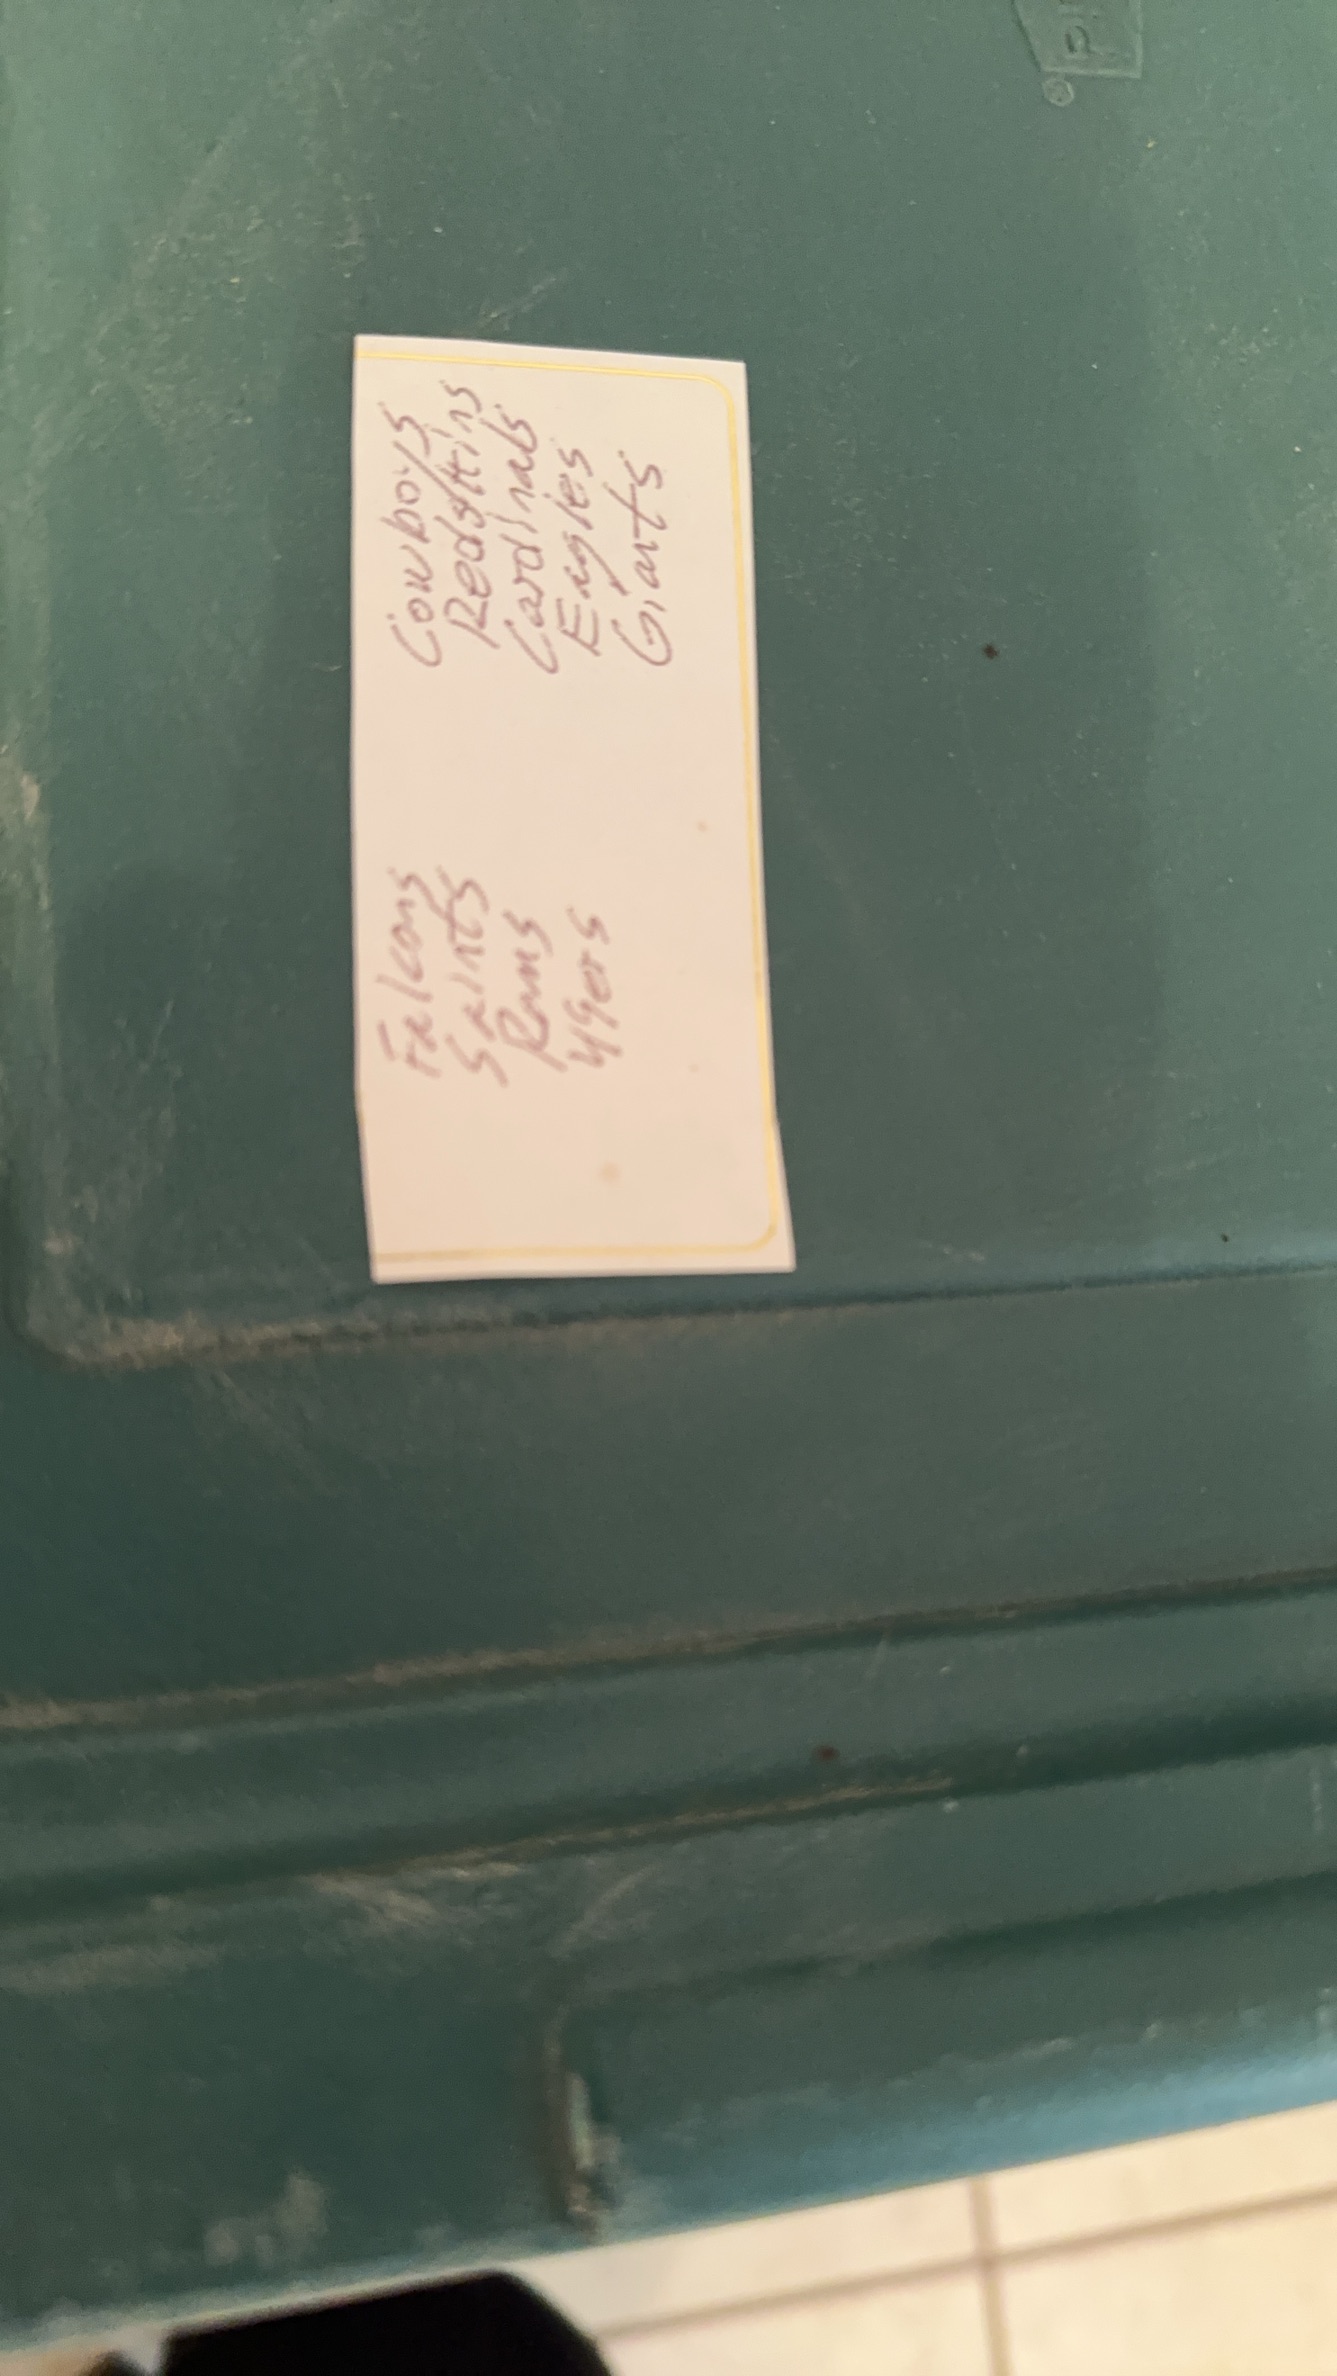 Falcons
Saints
Rams
49ers
Cowboys
Redskins
Cardinals
Eagles
Giants